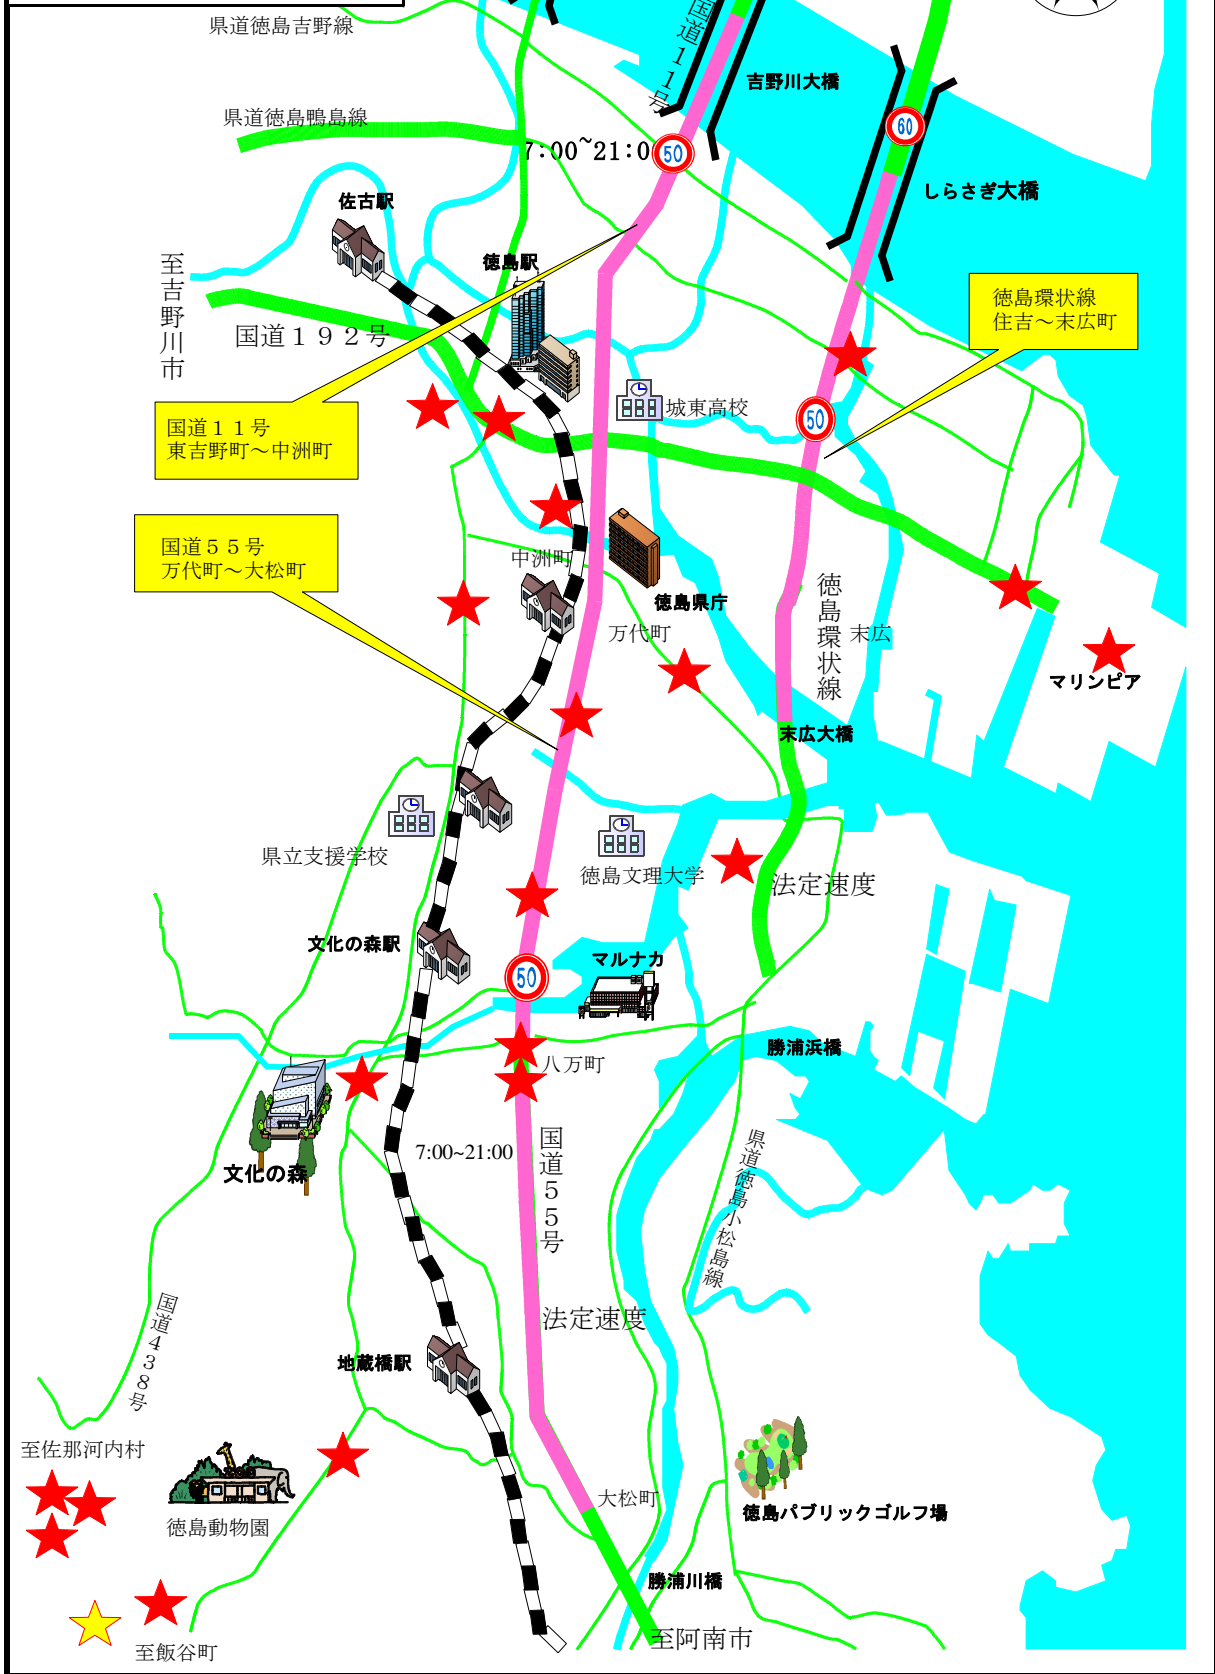 県道徳島吉野線
国道11号
吉野川大橋
60
県道徳島鴨島線
7:00~21:0
50
しらさぎ大橋
佐古駅
徳島駅
至吉野川市
国道192号
徳島環状線
住吉～末広町
国道11号
東吉野町～中洲町
城東高校
50
国道55号
万代町～大松町
中洲町
徳島県庁
万代町
徳島環状線
末広
マリンピア
末広大橋
県立支援学校
徳島文理大学
法定速度
文化の森駅
マルナカ
50
勝浦浜橋
八万町
文化の森
7:00~21:00
国道55号
県道徳島小松島線
国道438号
法定速度
地蔵橋駅
至佐那河内村
ZOO
徳島動物園
大松町
徳島パブリックゴルフ場
勝浦川橋
至飯谷町
至阿南市